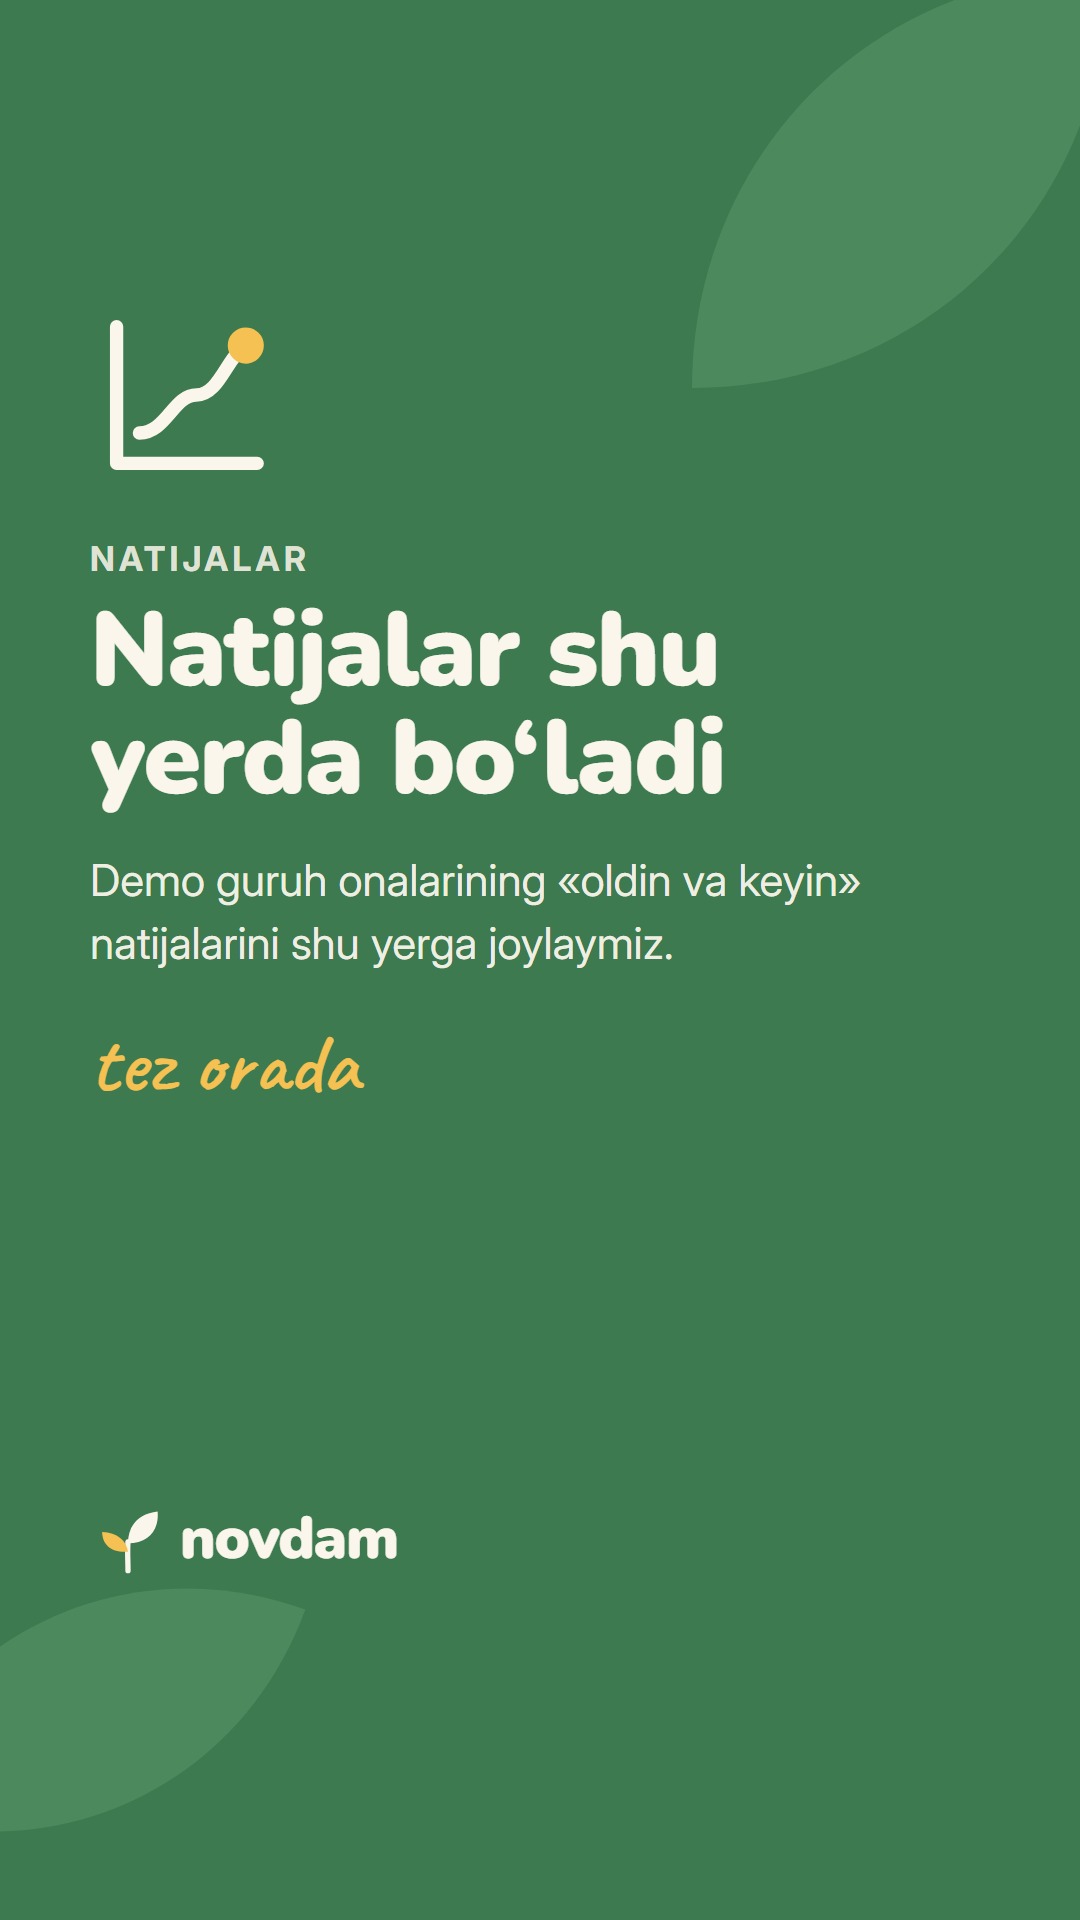 NATIJALAR
Natijalar shu
yerda bo‘ladi
Demo guruh onalarining «oldin va keyin»
natijalarini shu yerga joylaymiz.
tez orada
novdam